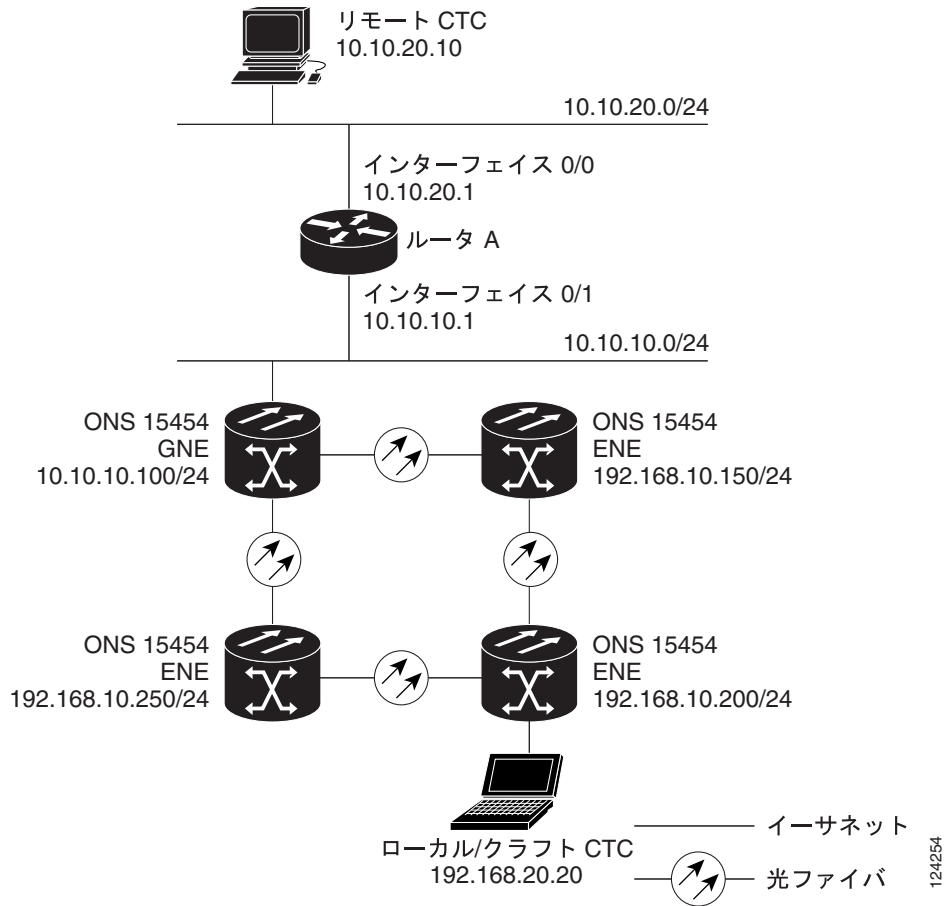 リモート CTC
10.10.20.10
10.10.20.0/24
インターフェイス 0/0
10.10.20.1
ルータ A
インターフェイス 0/1
10.10.10.1
10.10.10.0/24
ONS 15454
GNE
10.10.10.100/24
ONS 15454
ENE
192.168.10.150/24
ONS 15454
ENE
192.168.10.250/24
ONS 15454
ENE
192.168.10.200/24
ローカル/クラフト CTC
192.168.20.20
イーサネット
光ファイバ
124254